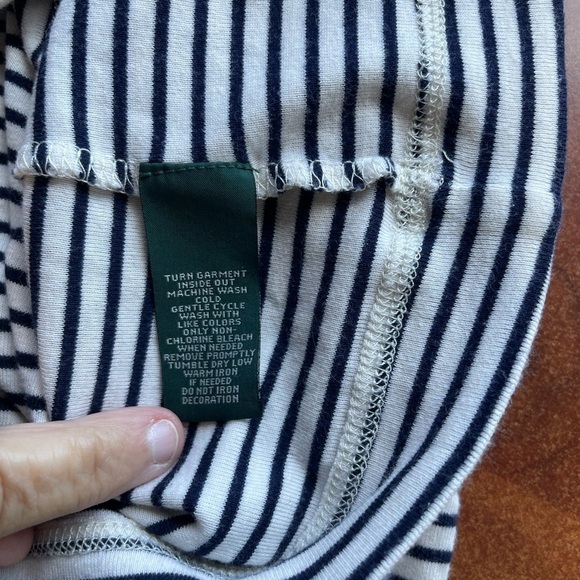 TURN GARMENT
INSIDE OUT
MACHINE WASH
COLD
GENTLE CYCLE
WASH WITH
LIKE COLORS
ONLY NON-
CHLORINE BLEACH
WHEN NEEDED
REMOVE PROMPTLY
TUMBLE DRY LOW
WARM IRON
IF NEEDED
DO NOT IRON
DECORATION